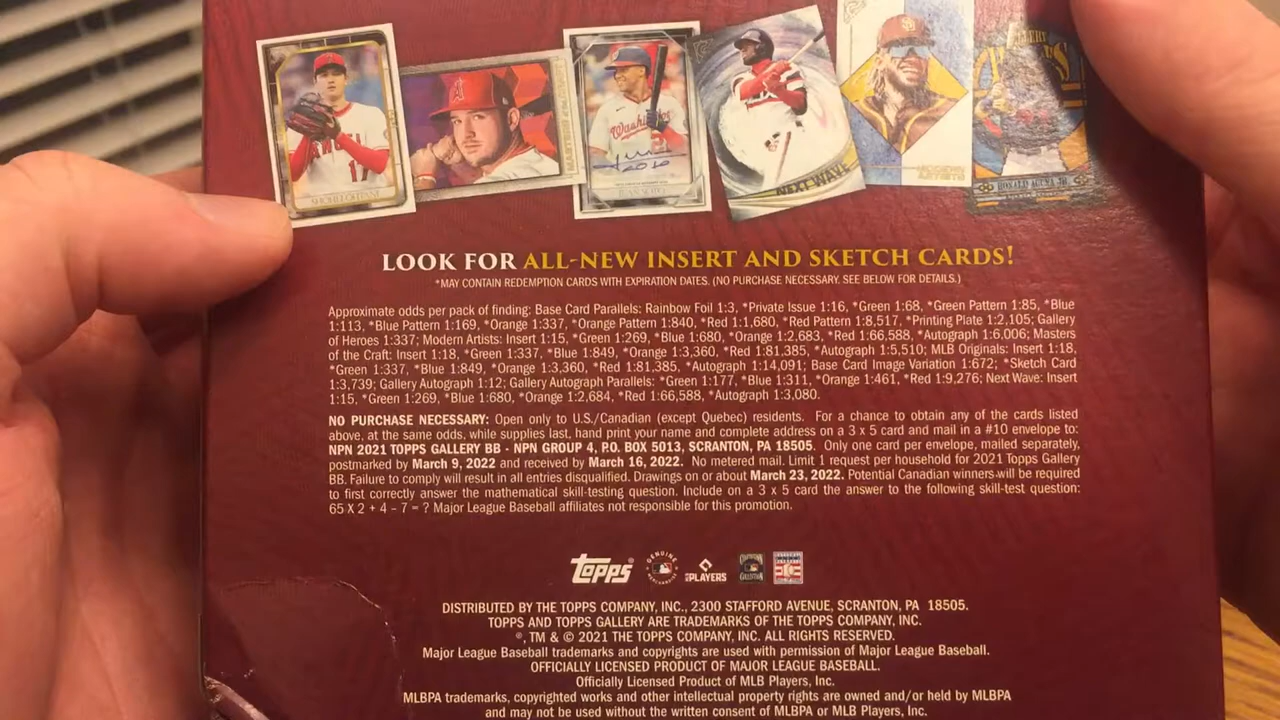 SHOHEI OHTANI
MASTERS OF THE CRAFT
Washington
2016
JUAN SOTO
NEXT WAVE
MODERN ARTISTS
GALLERY
RONALD ACUÑA JR.
LOOK FOR ALL-NEW INSERT AND SKETCH CARDS!
*MAY CONTAIN REDEMPTION CARDS WITH EXPIRATION DATES. (NO PURCHASE NECESSARY. SEE BELOW FOR DETAILS.)
Approximate odds per pack of finding: Base Card Parallels: Rainbow Foil 1:3, *Private Issue 1:16, *Green 1:68, *Green Pattern 1:85, *Blue
1:113, *Blue Pattern 1:169, *Orange 1:337, *Orange Pattern 1:840, *Red 1:1,680, *Red Pattern 1:8,517, *Printing Plate 1:2,105; Gallery
of Heroes 1:337; Modern Artists: Insert 1:15, *Green 1:269, *Blue 1:680, *Orange 1:2,683, *Red 1:66,588, *Autograph 1:6,006; Masters
of the Craft: Insert 1:18, *Green 1:337, *Blue 1:849, *Orange 1:3,360, *Red 1:81,385, *Autograph 1:5,510; MLB Originals: Insert 1:18,
*Green 1:337, *Blue 1:849, *Orange 1:3,360, *Red 1:81,385, *Autograph 1:14,091; Base Card Image Variation 1:672; *Sketch Card
1:3,739; Gallery Autograph 1:12; Gallery Autograph Parallels: *Green 1:177, *Blue 1:311, *Orange 1:461, *Red 1:9,276; Next Wave: Insert
1:15, *Green 1:269, *Blue 1:680, *Orange 1:2,684, *Red 1:66,588, *Autograph 1:3,080.
NO PURCHASE NECESSARY: Open only to U.S./Canadian (except Quebec) residents. For a chance to obtain any of the cards listed
above, at the same odds, while supplies last, hand print your name and complete address on a 3 x 5 card and mail in a #10 envelope to:
NPN 2021 TOPPS GALLERY BB - NPN GROUP 4, P.O. BOX 5013, SCRANTON, PA 18505. Only one card per envelope, mailed separately,
postmarked by March 9, 2022 and received by March 16, 2022. No metered mail. Limit 1 request per household for 2021 Topps Gallery
BB. Failure to comply will result in all entries disqualified. Drawings on or about March 23, 2022. Potential Canadian winners will be required
to first correctly answer the mathematical skill-testing question. Include on a 3 x 5 card the answer to the following skill-test question:
65 X 2 + 4 - 7 = ? Major League Baseball affiliates not responsible for this promotion.
Topps GENUINE MERCHANDISE PLAYERS
DISTRIBUTED BY THE TOPPS COMPANY, INC., 2300 STAFFORD AVENUE, SCRANTON, PA 18505.
TOPPS AND TOPPS GALLERY ARE TRADEMARKS OF THE TOPPS COMPANY, INC.
®, TM & © 2021 THE TOPPS COMPANY, INC. ALL RIGHTS RESERVED.
Major League Baseball trademarks and copyrights are used with permission of Major League Baseball.
OFFICIALLY LICENSED PRODUCT OF MAJOR LEAGUE BASEBALL.
Officially Licensed Product of MLB Players, Inc.
MLBPA trademarks, copyrighted works and other intellectual property rights are owned and/or held by MLBPA
and may not be used without the written consent of MLBPA or MLB Players, Inc.